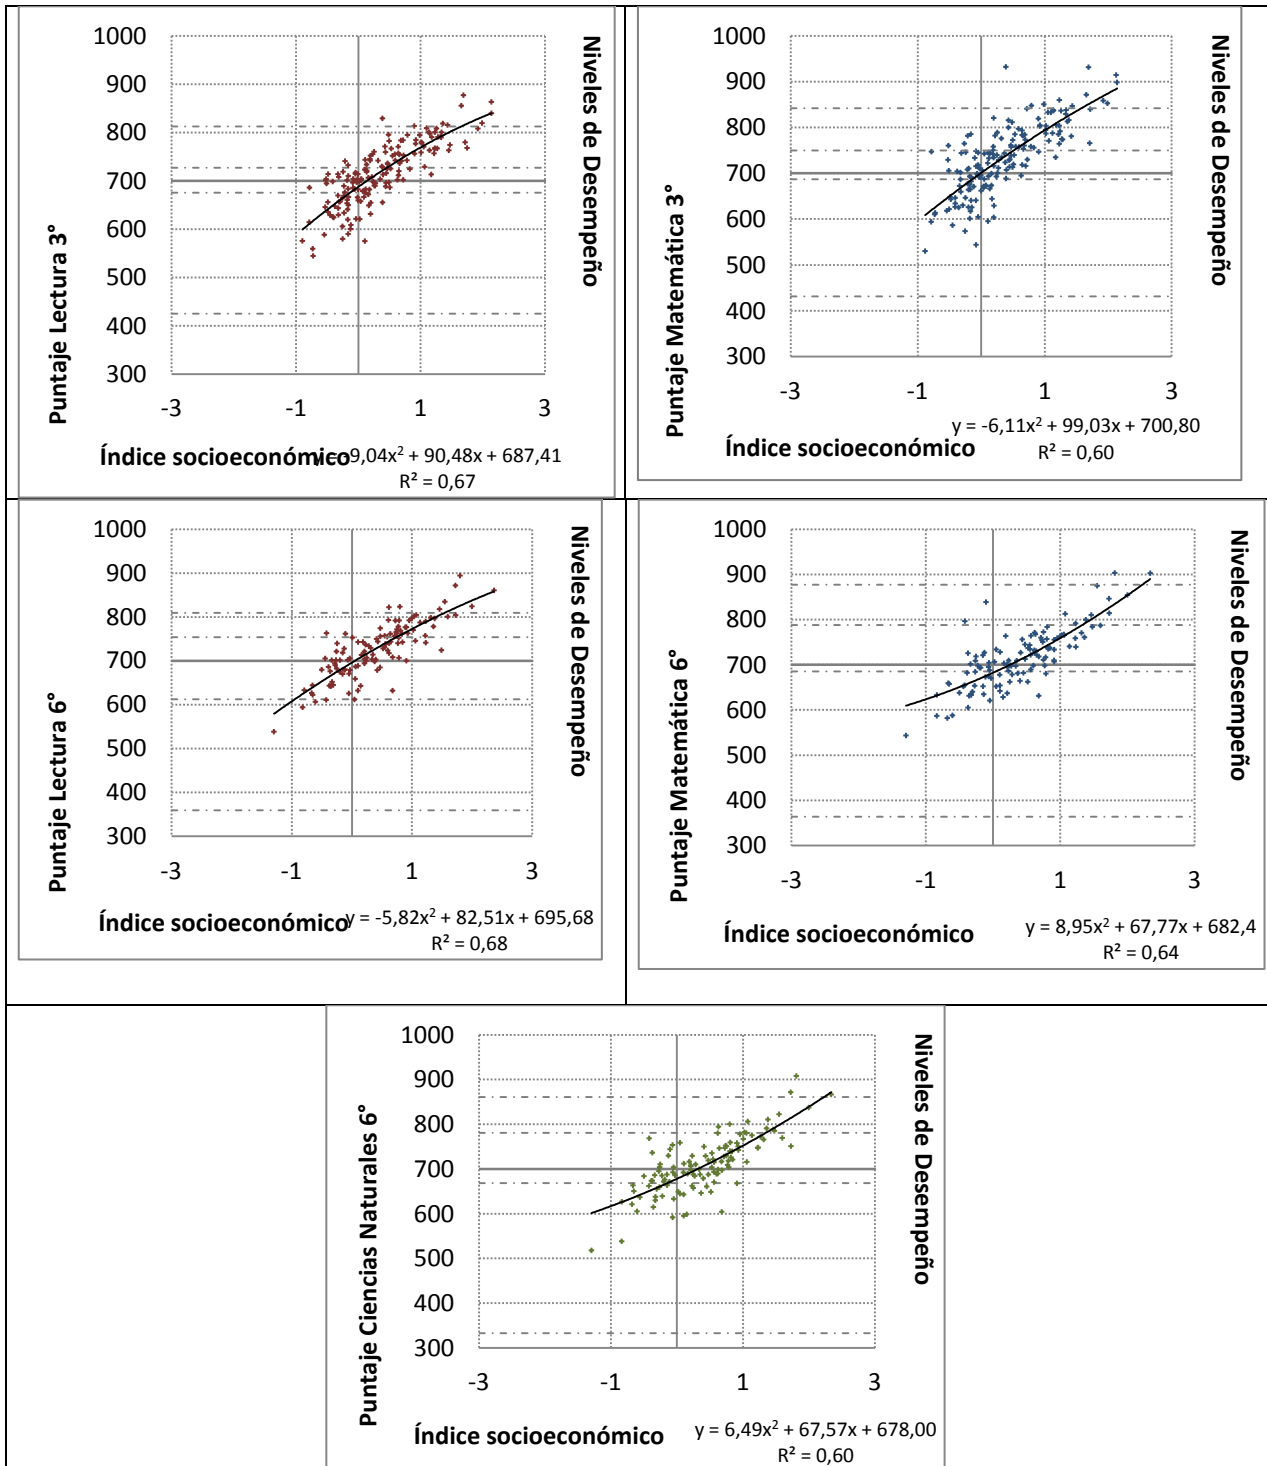 1000
900
800
700
600
500
400
300
-3
-1
1
3
Puntaje Lectura 3°
Niveles de Desempeño
Índice socioeconómico
-9,04x² + 90,48x + 687,41
R² = 0,67
1000
900
800
700
600
500
400
300
-3
-1
1
3
Puntaje Matemática 3°
Niveles de Desempeño
Índice socioeconómico
y = -6,11x² + 99,03x + 700,80
R² = 0,60
1000
900
800
700
600
500
400
300
-3
-1
1
3
Puntaje Lectura 6°
Niveles de Desempeño
Índice socioeconómico
y = -5,82x² + 82,51x + 695,68
R² = 0,68
1000
900
800
700
600
500
400
300
-3
-1
1
3
Puntaje Matemática 6°
Niveles de Desempeño
Índice socioeconómico
y = 8,95x² + 67,77x + 682,4
R² = 0,64
1000
900
800
700
600
500
400
300
-3
-1
1
3
Puntaje Ciencias Naturales 6°
Niveles de Desempeño
Índice socioeconómico
y = 6,49x² + 67,57x + 678,00
R² = 0,60